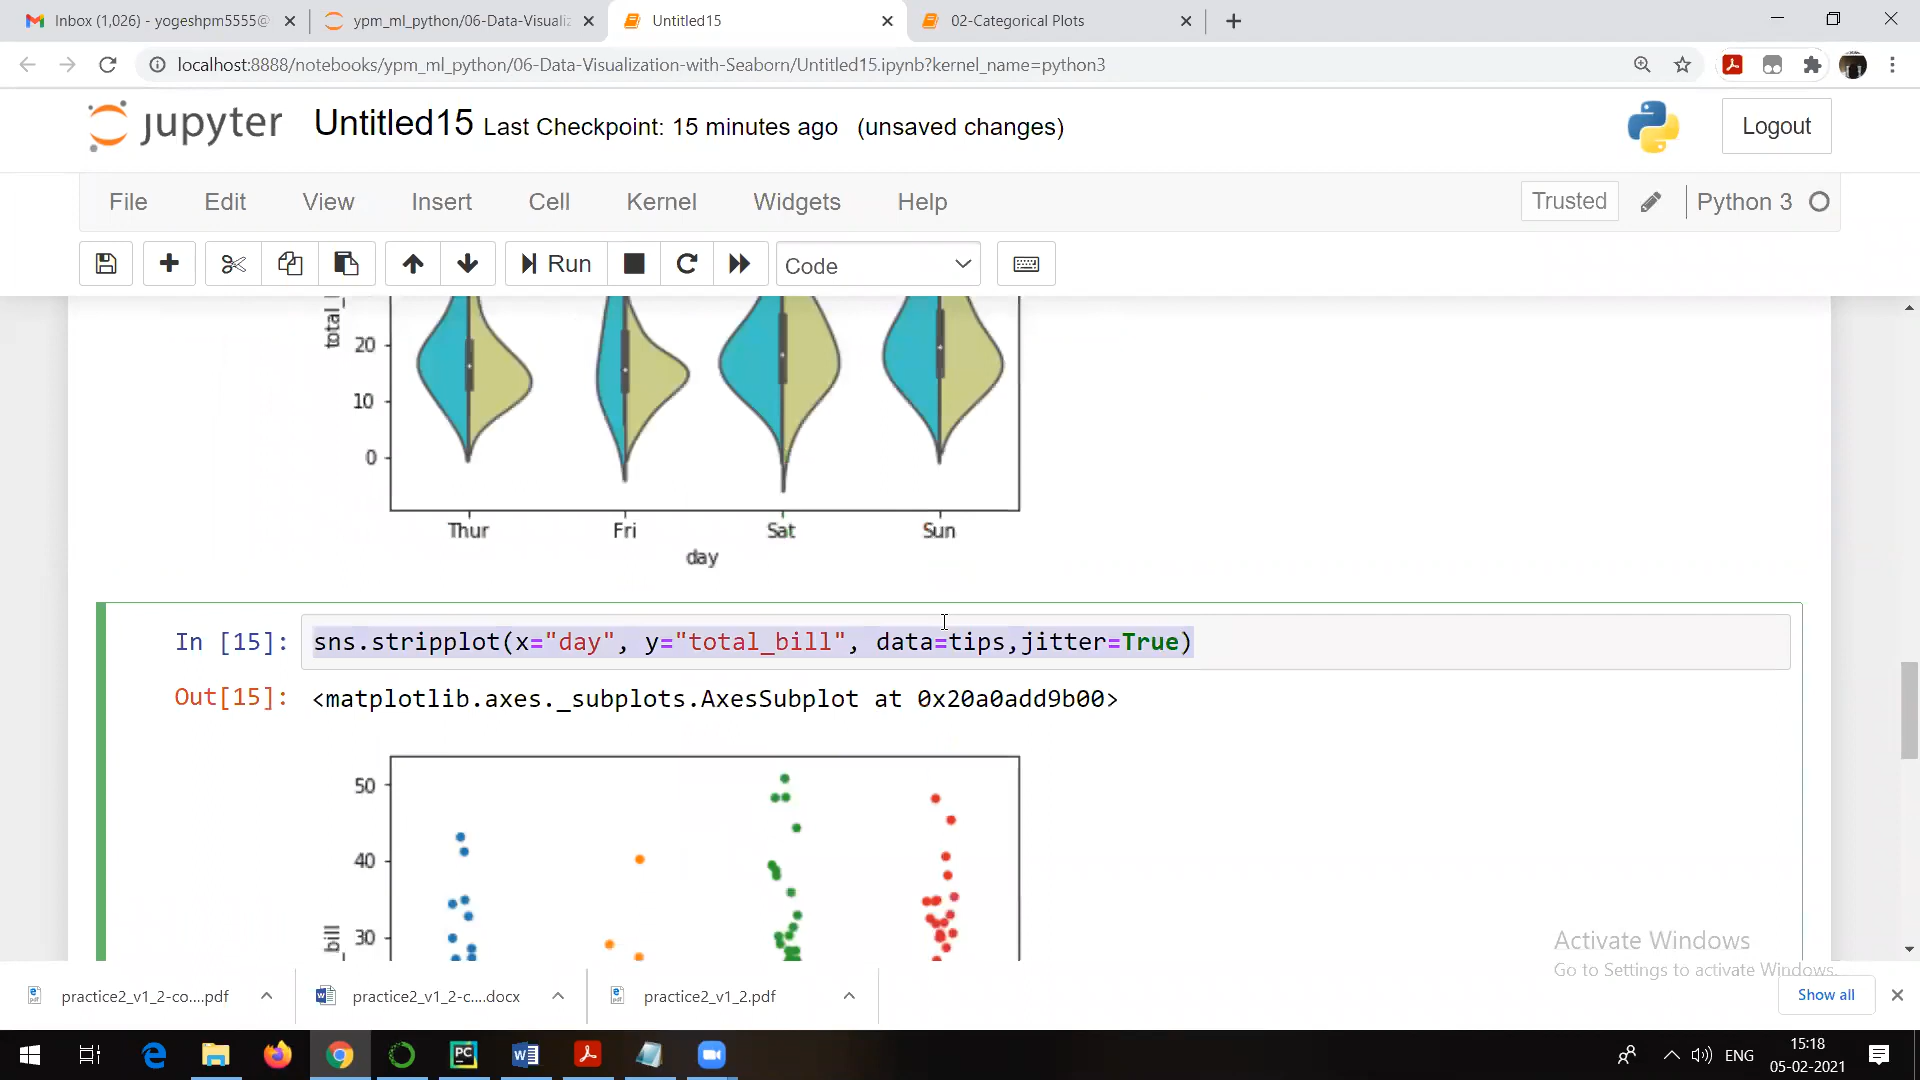 Inbox (1,026) - yogeshpm5555@
ypm_ml_python/06-Data-Visualiz
Untitled15
02-Categorical Plots
localhost:8888/notebooks/ypm_ml_python/06-Data-Visualization-with-Seaborn/Untitled15.ipynb?kernel_name=python3
jupyter Untitled15 Last Checkpoint: 15 minutes ago (unsaved changes)
Logout
File Edit View Insert Cell Kernel Widgets Help
Trusted
Python 3
Run
Code
total_
20
10
0
Thur Fri Sat Sun
day
In [15]: sns.stripplot(x="day", y="total_bill", data=tips,jitter=True)
Out[15]: <matplotlib.axes._subplots.AxesSubplot at 0x20a0add9b00>
50
40
30
_bill
Activate Windows
Go to Settings to activate Windows.
practice2_v1_2-co....pdf
practice2_v1_2-c....docx
practice2_v1_2.pdf
Show all
ENG
15:18
05-02-2021